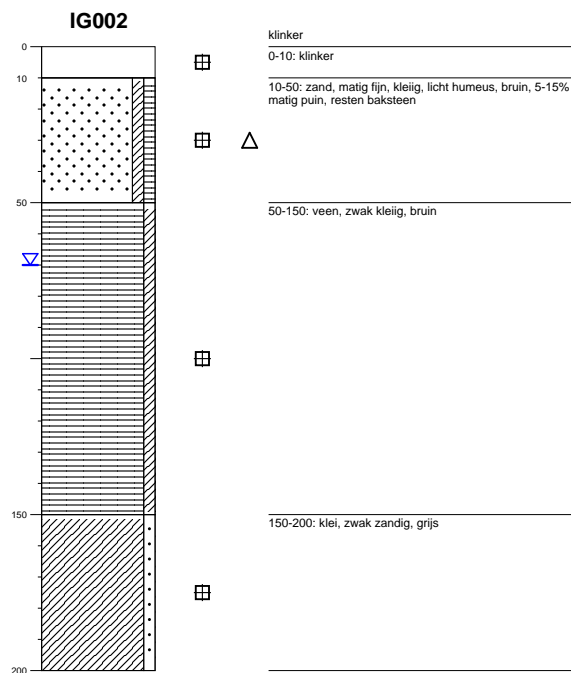 IG002
klinker
0
0-10: klinker
10
10-50: zand, matig fijn, kleiig, licht humeus, bruin, 5-15%
matig puin, resten baksteen
50
50-150: veen, zwak kleiig, bruin
150
150-200: klei, zwak zandig, grijs
200